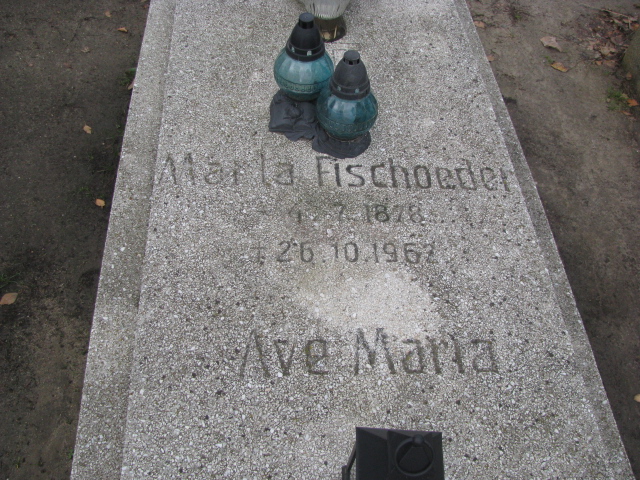 Maria Fischoeder
7.1878
+ 26.10.1962
Ave Maria